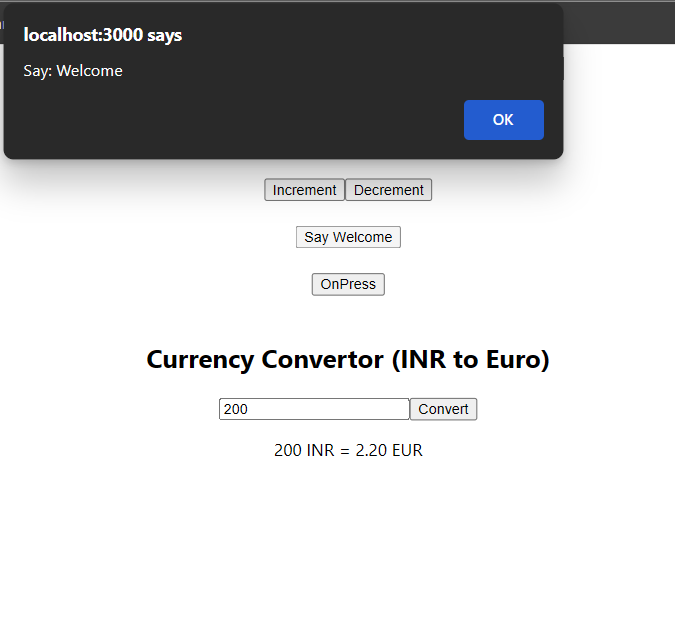 localhost:3000 says
Say: Welcome
OK
Increment Decrement
Say Welcome
OnPress
Currency Convertor (INR to Euro)
200 Convert
200 INR = 2.20 EUR